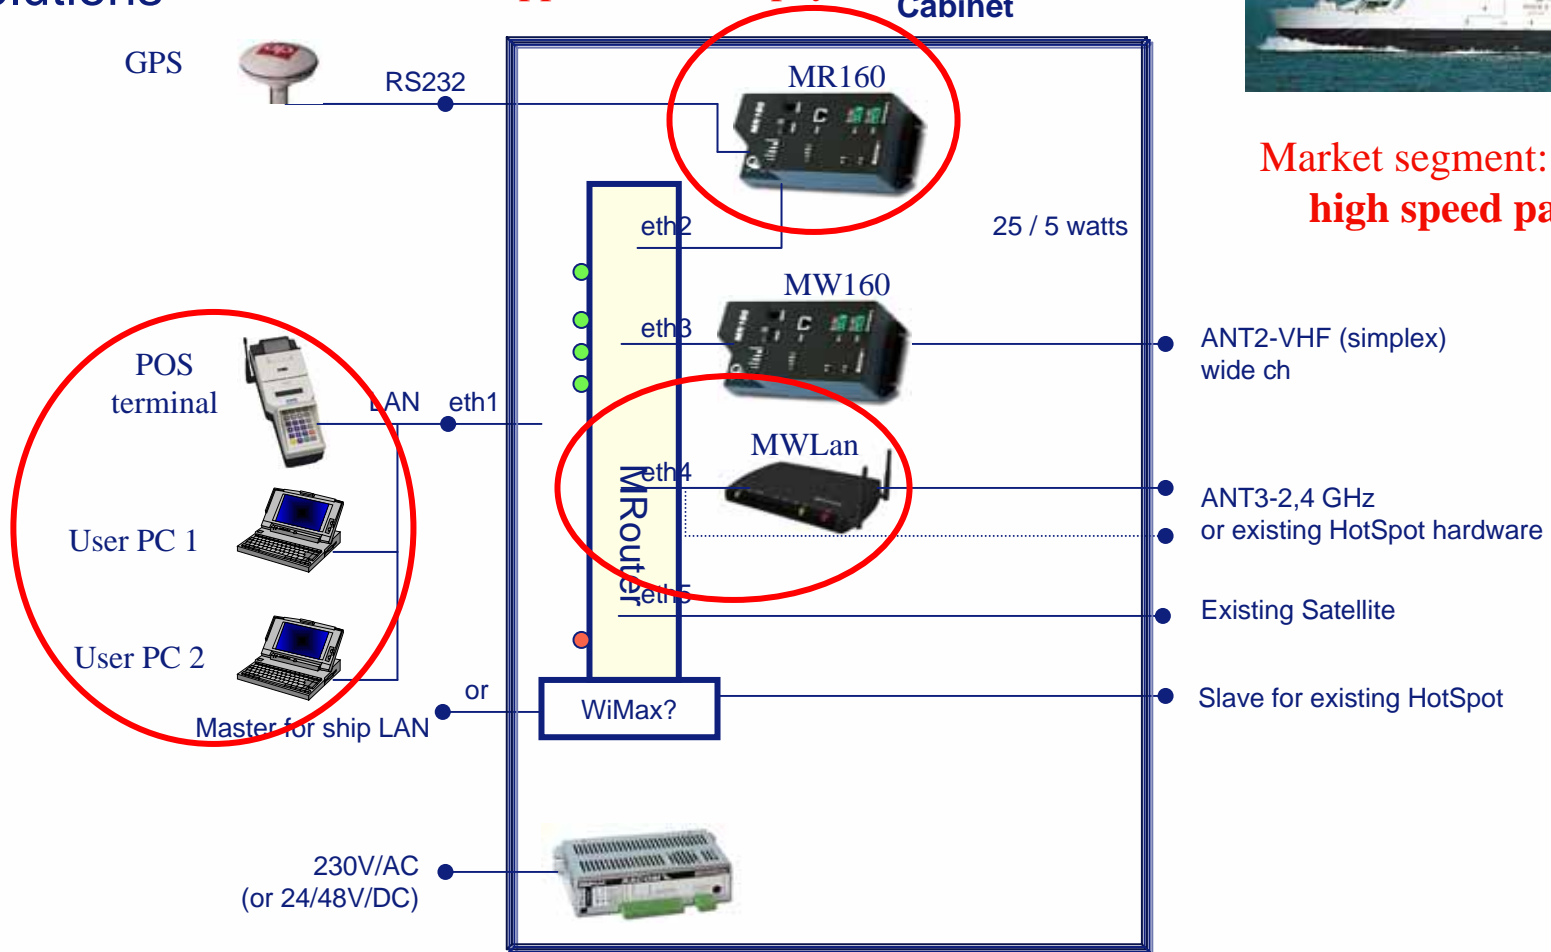 Cabinet
GPS
RS232
MR160
Market segment:
high speed
eth2
25 / 5 watts
MW160
eth3
ANT2-VHF (simplex)
wide ch
POS
terminal
LAN
eth1
MWLan
eth4
MRouter
ANT3-2,4 GHz
or existing HotSpot hardware
User PC 1
eth5
Existing Satellite
User PC 2
or
WiMax?
Slave for existing HotSpot
Master for ship LAN
230V/AC
(or 24/48V/DC)